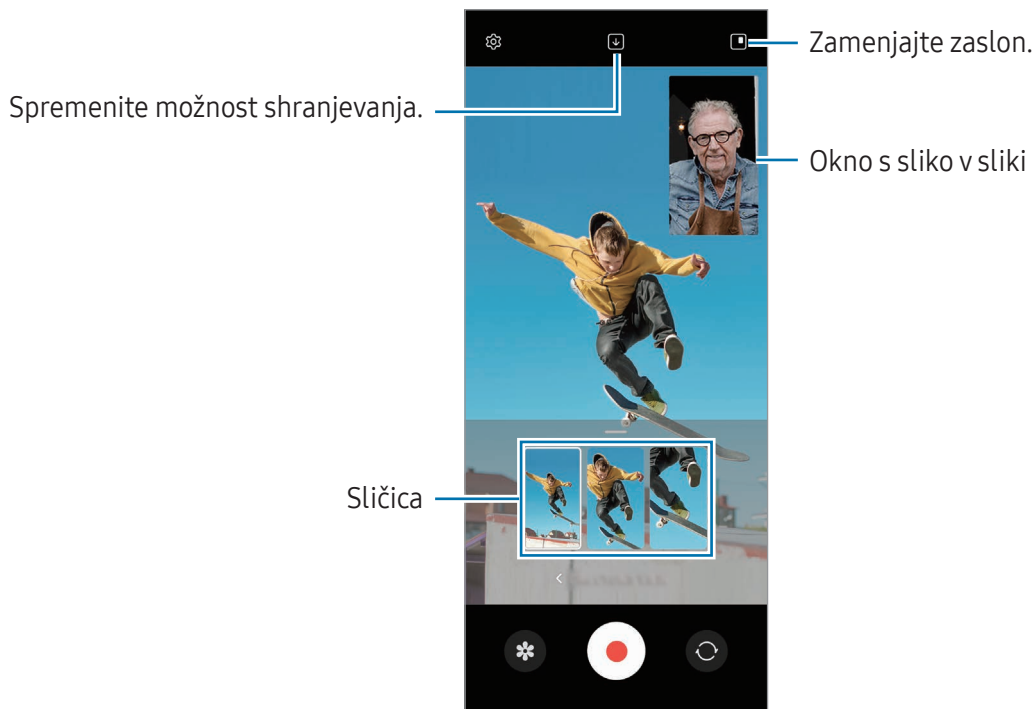 Zamenjajte zaslon.
Spremenite možnost shranjevanja.
Okno s sliko v sliki
Sličica